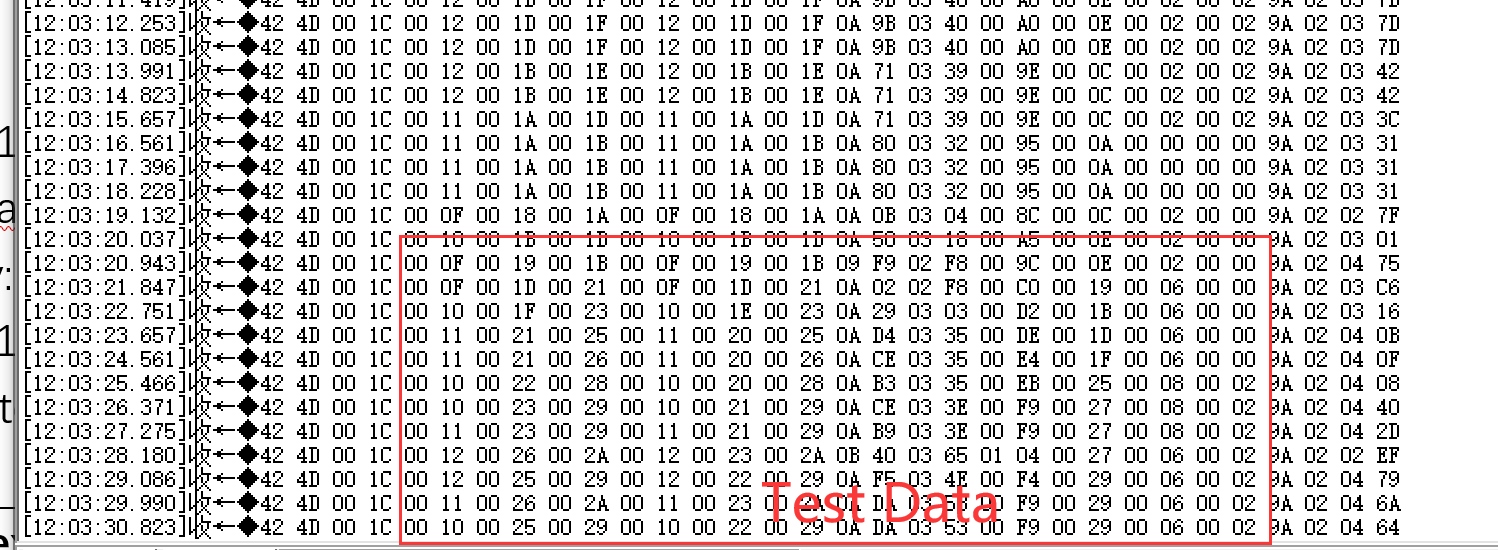 [12:03:12.253]收←◆42 4D 00 1C 00 12 00 1D 00 1F 00 12 00 1D 00 1F 0A 9B 03 40 00 A0 00 0E 00 02 00 02 9A 02 03 7D
[12:03:13.085]收←◆42 4D 00 1C 00 12 00 1D 00 1F 00 12 00 1D 00 1F 0A 9B 03 40 00 A0 00 0E 00 02 00 02 9A 02 03 7D
[12:03:13.991]收←◆42 4D 00 1C 00 12 00 1B 00 1E 00 12 00 1B 00 1E 0A 71 03 39 00 9E 00 0C 00 02 00 02 9A 02 03 42
[12:03:14.823]收←◆42 4D 00 1C 00 12 00 1B 00 1E 00 12 00 1B 00 1E 0A 71 03 39 00 9E 00 0C 00 02 00 02 9A 02 03 42
[12:03:15.657]收←◆42 4D 00 1C 00 11 00 1A 00 1D 00 11 00 1A 00 1D 0A 71 03 39 00 9E 00 0C 00 02 00 02 9A 02 03 3C
[12:03:16.561]收←◆42 4D 00 1C 00 11 00 1A 00 1B 00 11 00 1A 00 1B 0A 80 03 32 00 95 00 0A 00 00 00 00 9A 02 03 31
[12:03:17.396]收←◆42 4D 00 1C 00 11 00 1A 00 1B 00 11 00 1A 00 1B 0A 80 03 32 00 95 00 0A 00 00 00 00 9A 02 03 31
[12:03:18.228]收←◆42 4D 00 1C 00 11 00 1A 00 1B 00 11 00 1A 00 1B 0A 80 03 32 00 95 00 0A 00 00 00 00 9A 02 03 31
[12:03:19.132]收←◆42 4D 00 1C 00 0F 00 18 00 1A 00 0F 00 18 00 1A 0A 0B 03 04 00 8C 00 0C 00 02 00 00 9A 02 02 7F
[12:03:20.037]收←◆42 4D 00 1C 00 10 00 1B 00 1D 00 10 00 1B 00 1D 0A 50 03 18 00 A5 00 0E 00 02 00 00 9A 02 03 01
[12:03:20.943]收←◆42 4D 00 1C 00 0F 00 19 00 1B 00 0F 00 19 00 1B 09 F9 02 F8 00 9C 00 0E 00 02 00 00 9A 02 04 75
[12:03:21.847]收←◆42 4D 00 1C 00 0F 00 1D 00 21 00 0F 00 1D 00 21 0A 02 02 F8 00 C0 00 19 00 06 00 00 9A 02 03 C6
[12:03:22.751]收←◆42 4D 00 1C 00 10 00 1F 00 23 00 10 00 1E 00 23 0A 29 03 03 00 D2 00 1B 00 06 00 00 9A 02 03 16
[12:03:23.657]收←◆42 4D 00 1C 00 11 00 21 00 25 00 11 00 20 00 25 0A D4 03 35 00 DE 00 1D 00 06 00 00 9A 02 04 0B
[12:03:24.561]收←◆42 4D 00 1C 00 11 00 21 00 26 00 11 00 20 00 26 0A CE 03 35 00 E4 00 1F 00 06 00 00 9A 02 04 0F
[12:03:25.466]收←◆42 4D 00 1C 00 10 00 22 00 28 00 10 00 20 00 28 0A B3 03 35 00 EB 00 25 00 08 00 02 9A 02 04 08
[12:03:26.371]收←◆42 4D 00 1C 00 10 00 23 00 29 00 10 00 21 00 29 0A CE 03 3E 00 F9 00 27 00 08 00 02 9A 02 04 40
[12:03:27.275]收←◆42 4D 00 1C 00 11 00 23 00 29 00 11 00 21 00 29 0A B9 03 3E 00 F9 00 27 00 08 00 02 9A 02 04 2D
[12:03:28.180]收←◆42 4D 00 1C 00 12 00 26 00 2A 00 12 00 23 00 2A 0B 40 03 65 01 04 00 27 00 06 00 02 9A 02 02 EF
[12:03:29.086]收←◆42 4D 00 1C 00 12 00 25 00 29 00 12 00 22 00 29 0A F5 03 4E 00 F4 00 29 00 06 00 02 9A 02 04 79
[12:03:29.990]收←◆42 4D 00 1C 00 11 00 26 00 2A 00 11 00 23 00 2A 0A DA 03 00 F9 00 29 00 06 00 02 9A 02 04 6A
[12:03:30.823]收←◆42 4D 00 1C 00 10 00 25 00 29 00 10 00 22 00 29 0A DA 03 53 00 F9 00 29 00 06 00 02 9A 02 04 64
Test Data